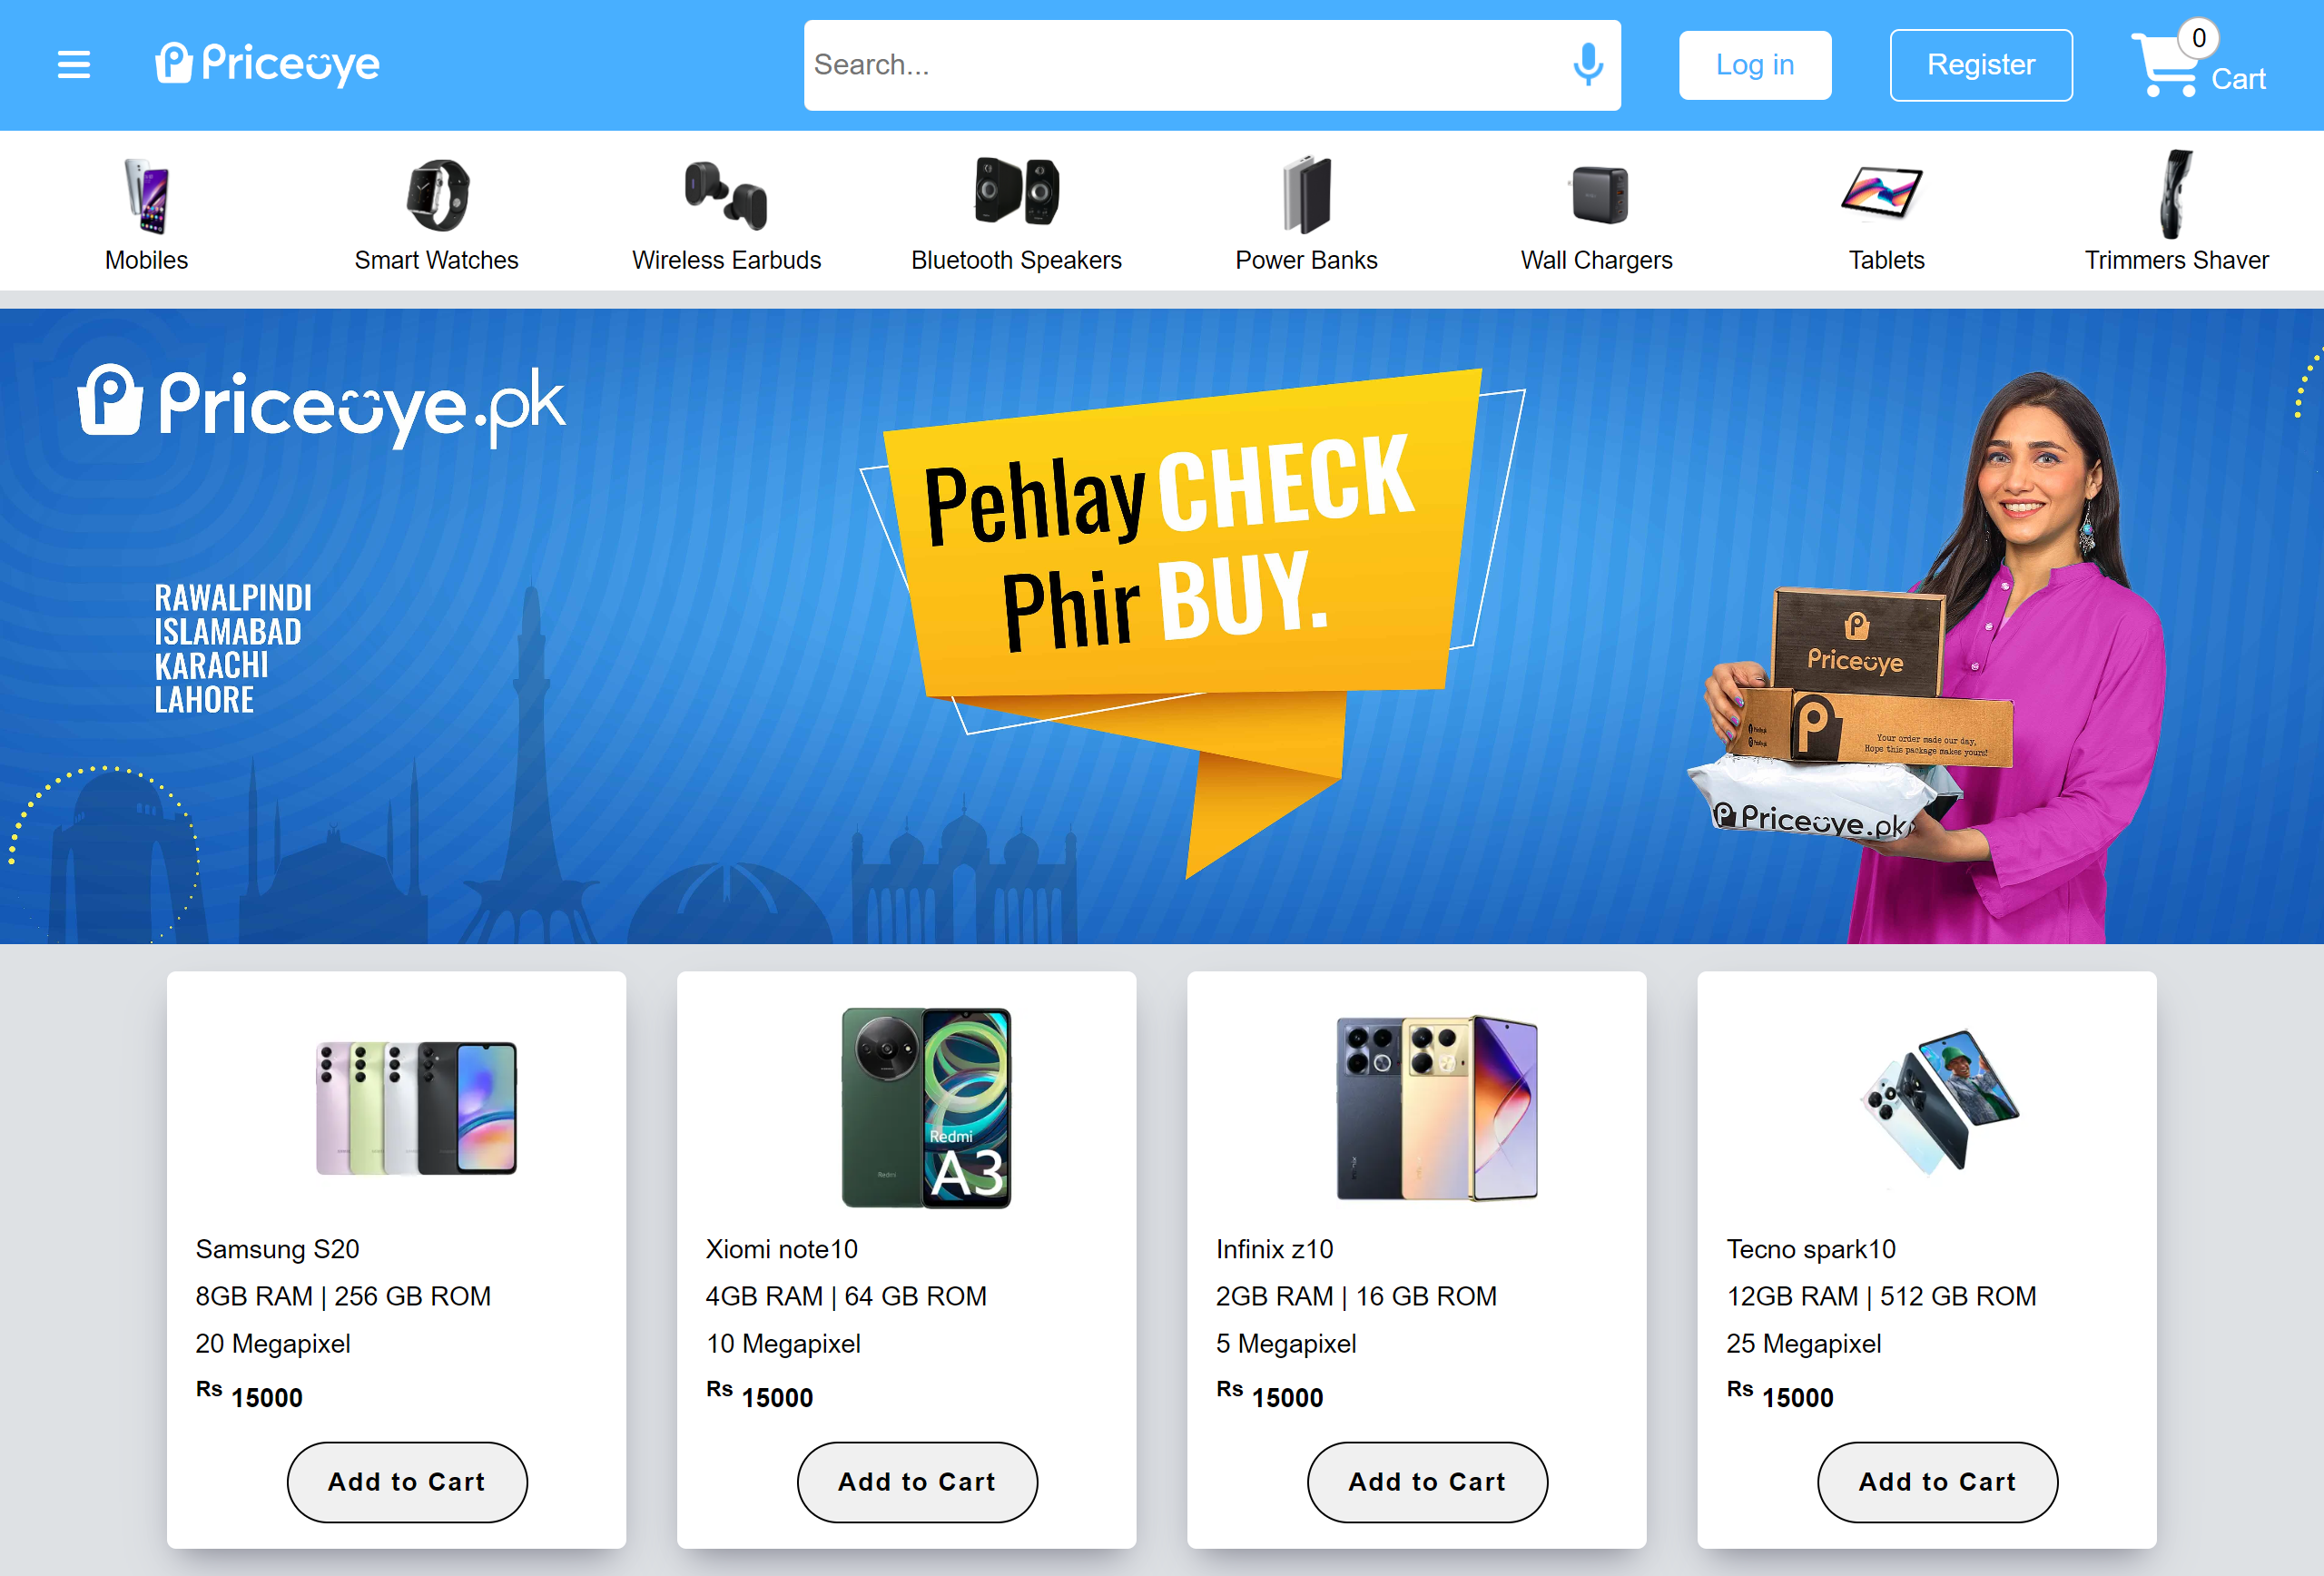 Priceoye
Search...
Log in
Register
0
Cart
Mobiles
Smart Watches
Wireless Earbuds
Bluetooth Speakers
Power Banks
Wall Chargers
Tablets
Trimmers Shaver
Priceoye.pk
Pehlay CHECK
Phir BUY.
RAWALPINDI
ISLAMABAD
KARACHI
LAHORE
Priceoye
Your order made our day,
Hope this package makes yours!
Priceoye.pk
Redmi
A3
Redmi
Samsung S20
8GB RAM | 256 GB ROM
20 Megapixel
Rs 15000
Add to Cart
Xiomi note10
4GB RAM | 64 GB ROM
10 Megapixel
Rs 15000
Add to Cart
Infinix z10
2GB RAM | 16 GB ROM
5 Megapixel
Rs 15000
Add to Cart
Tecno spark10
12GB RAM | 512 GB ROM
25 Megapixel
Rs 15000
Add to Cart